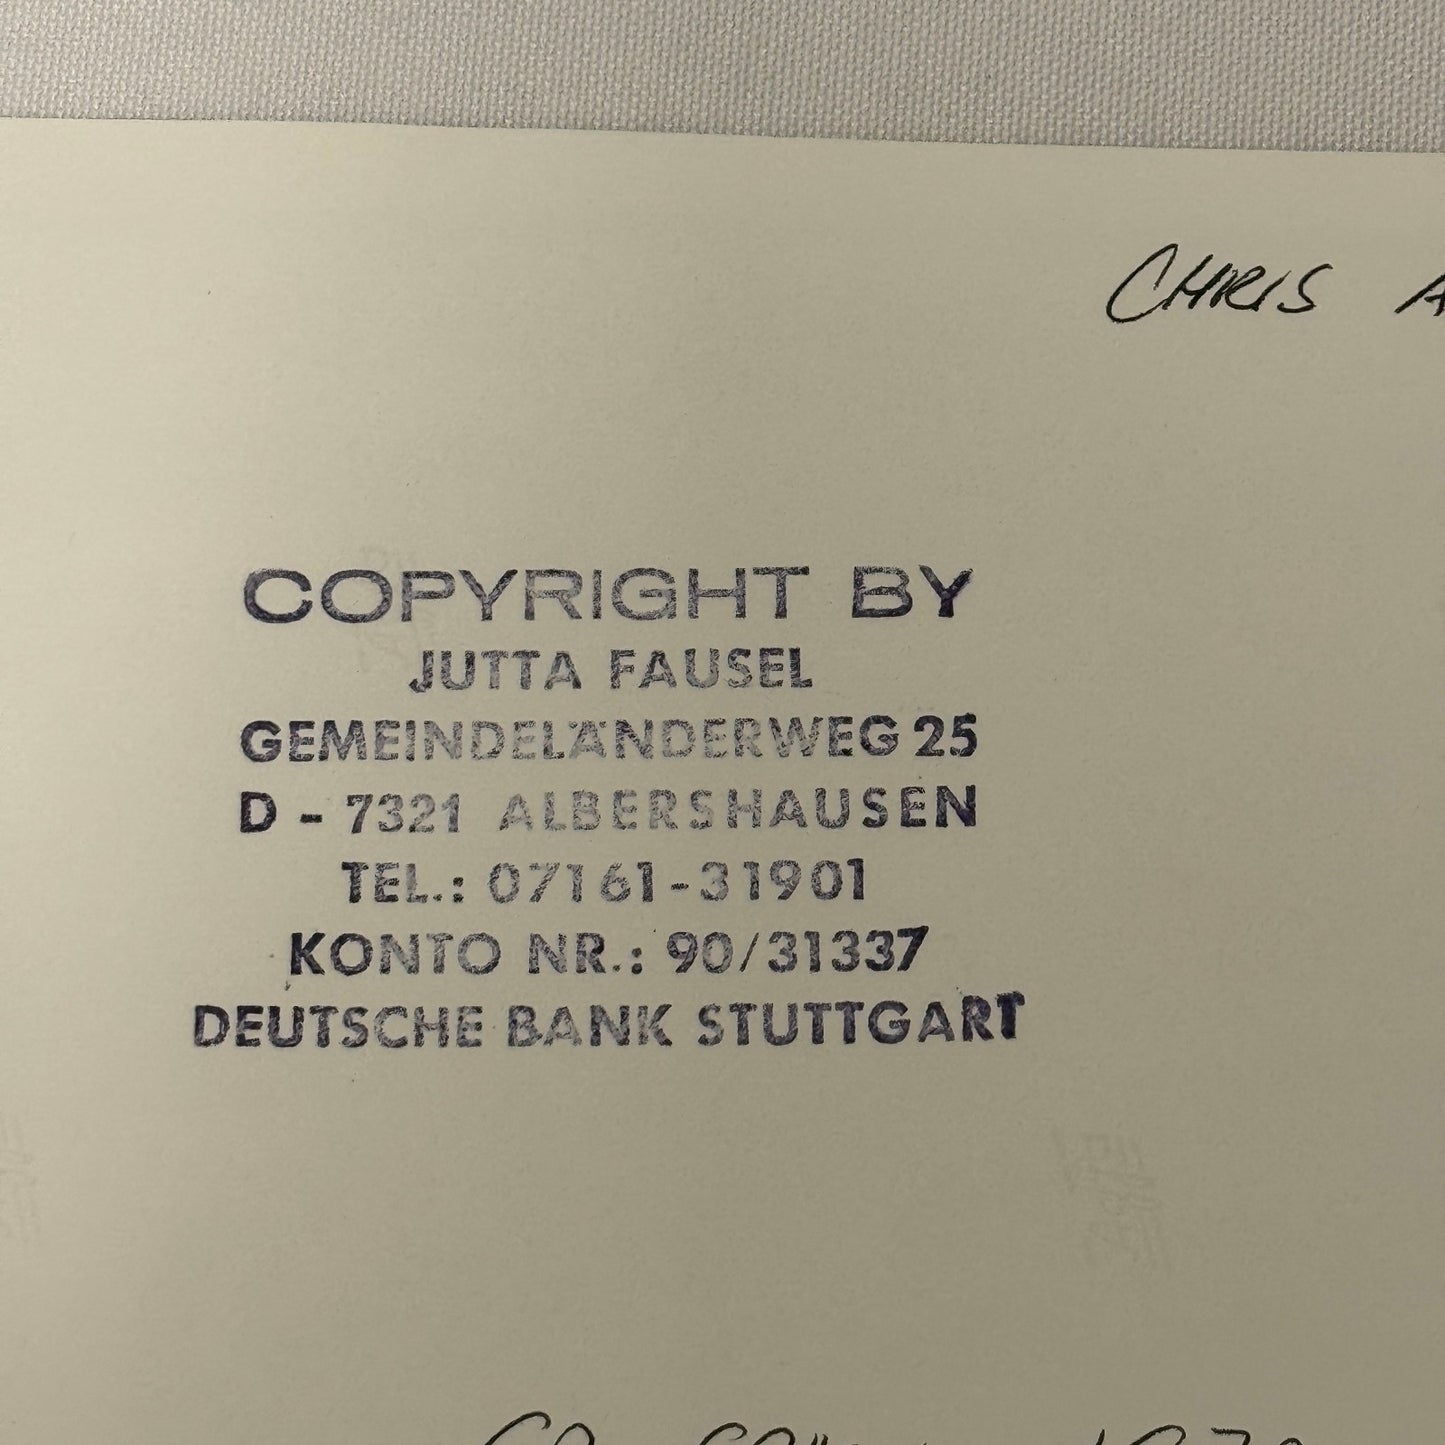 CHRIS
COPYRIGHT BY
JUTTA FAUSEL
GEMEINDELÄNDERWEG 25
D - 7321 ALBERSHAUSEN
TEL.: 07161-31901
KONTO NR.: 90/31337
DEUTSCHE BANK STUTTGART